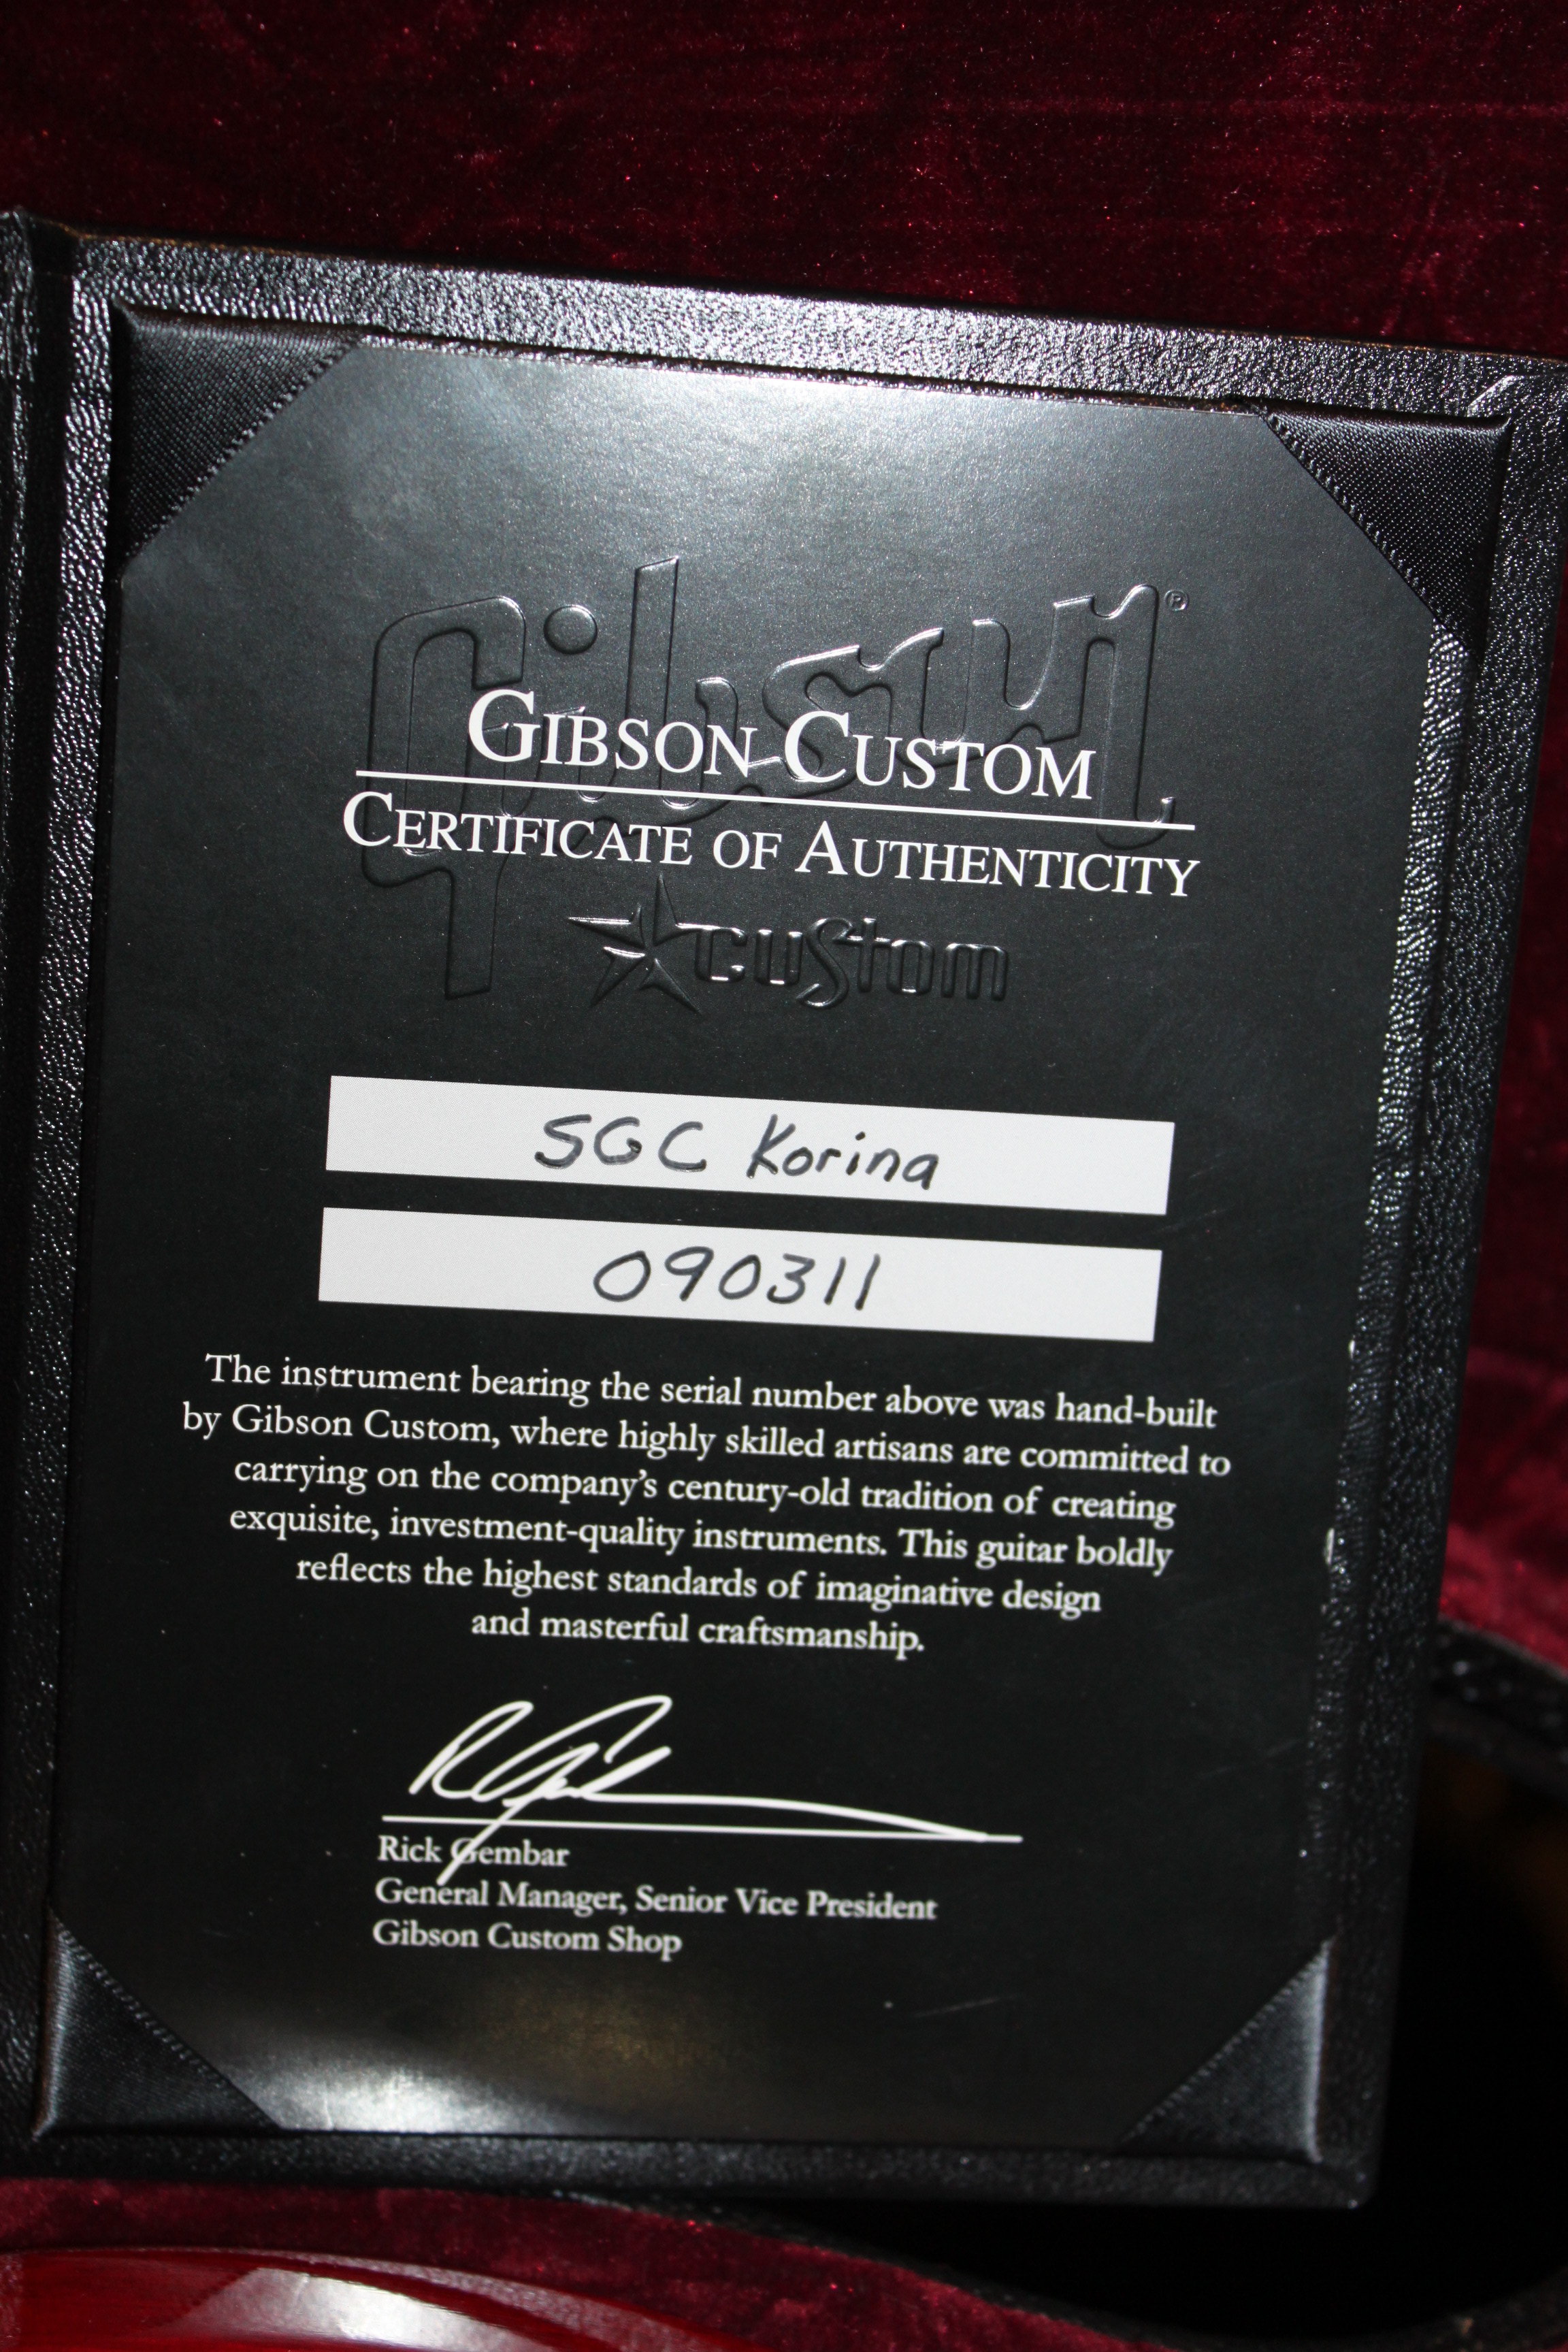 Gibson®
GIBSON CUSTOM
CERTIFICATE OF AUTHENTICITY
custom
SGC Korina
090311
The instrument bearing the serial number above was hand-built
by Gibson Custom, where highly skilled artisans are committed to
carrying on the company's century-old tradition of creating
exquisite, investment-quality instruments. This guitar boldly
reflects the highest standards of imaginative design
and masterful craftsmanship.
Rick Gembar
General Manager, Senior Vice President
Gibson Custom Shop